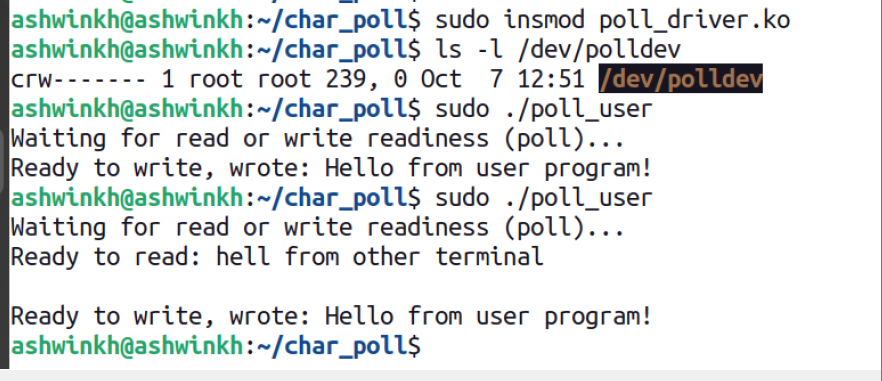 ashwinkh@ashwinkh:~/char_poll$ sudo insmod poll_driver.ko
ashwinkh@ashwinkh:~/char_poll$ ls -l /dev/polldev
crw------- 1 root root 239, 0 Oct  7 12:51 /dev/polldev
ashwinkh@ashwinkh:~/char_poll$ sudo ./poll_user
Waiting for read or write readiness (poll)...
Ready to write, wrote: Hello from user program!
ashwinkh@ashwinkh:~/char_poll$ sudo ./poll_user
Waiting for read or write readiness (poll)...
Ready to read: hell from other terminal
Ready to write, wrote: Hello from user program!
ashwinkh@ashwinkh:~/char_poll$